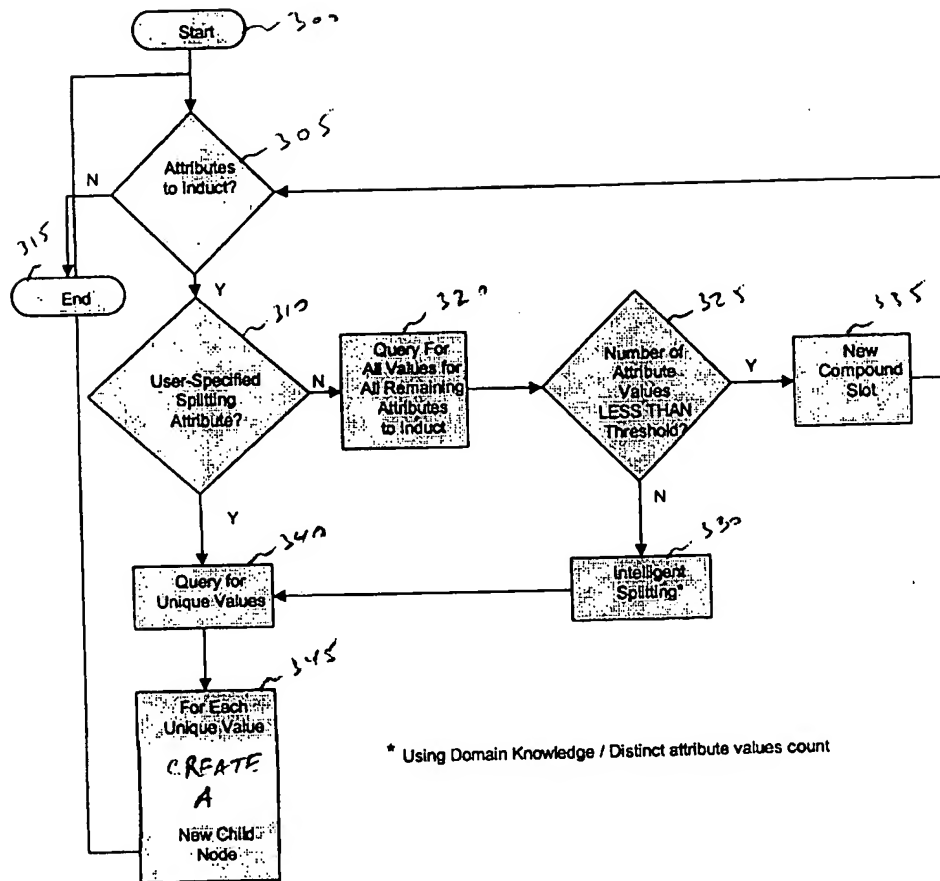 Start
300
305
Attributes
to Induct?
N
315
End
Y
310
User-Specified
Splitting
Attribute?
N
320
Query For
All Values for
All Remaining
Attributes
to Induct
325
Number of
Attribute
Values
LESS THAN
Threshold?
Y
335
New
Compound
Slot
Y
N
340
Query for
Unique Values
330
Intelligent
Splitting*
345
For Each
Unique Value
CREATE
A
New Child
Node
* Using Domain Knowledge / Distinct attribute values count